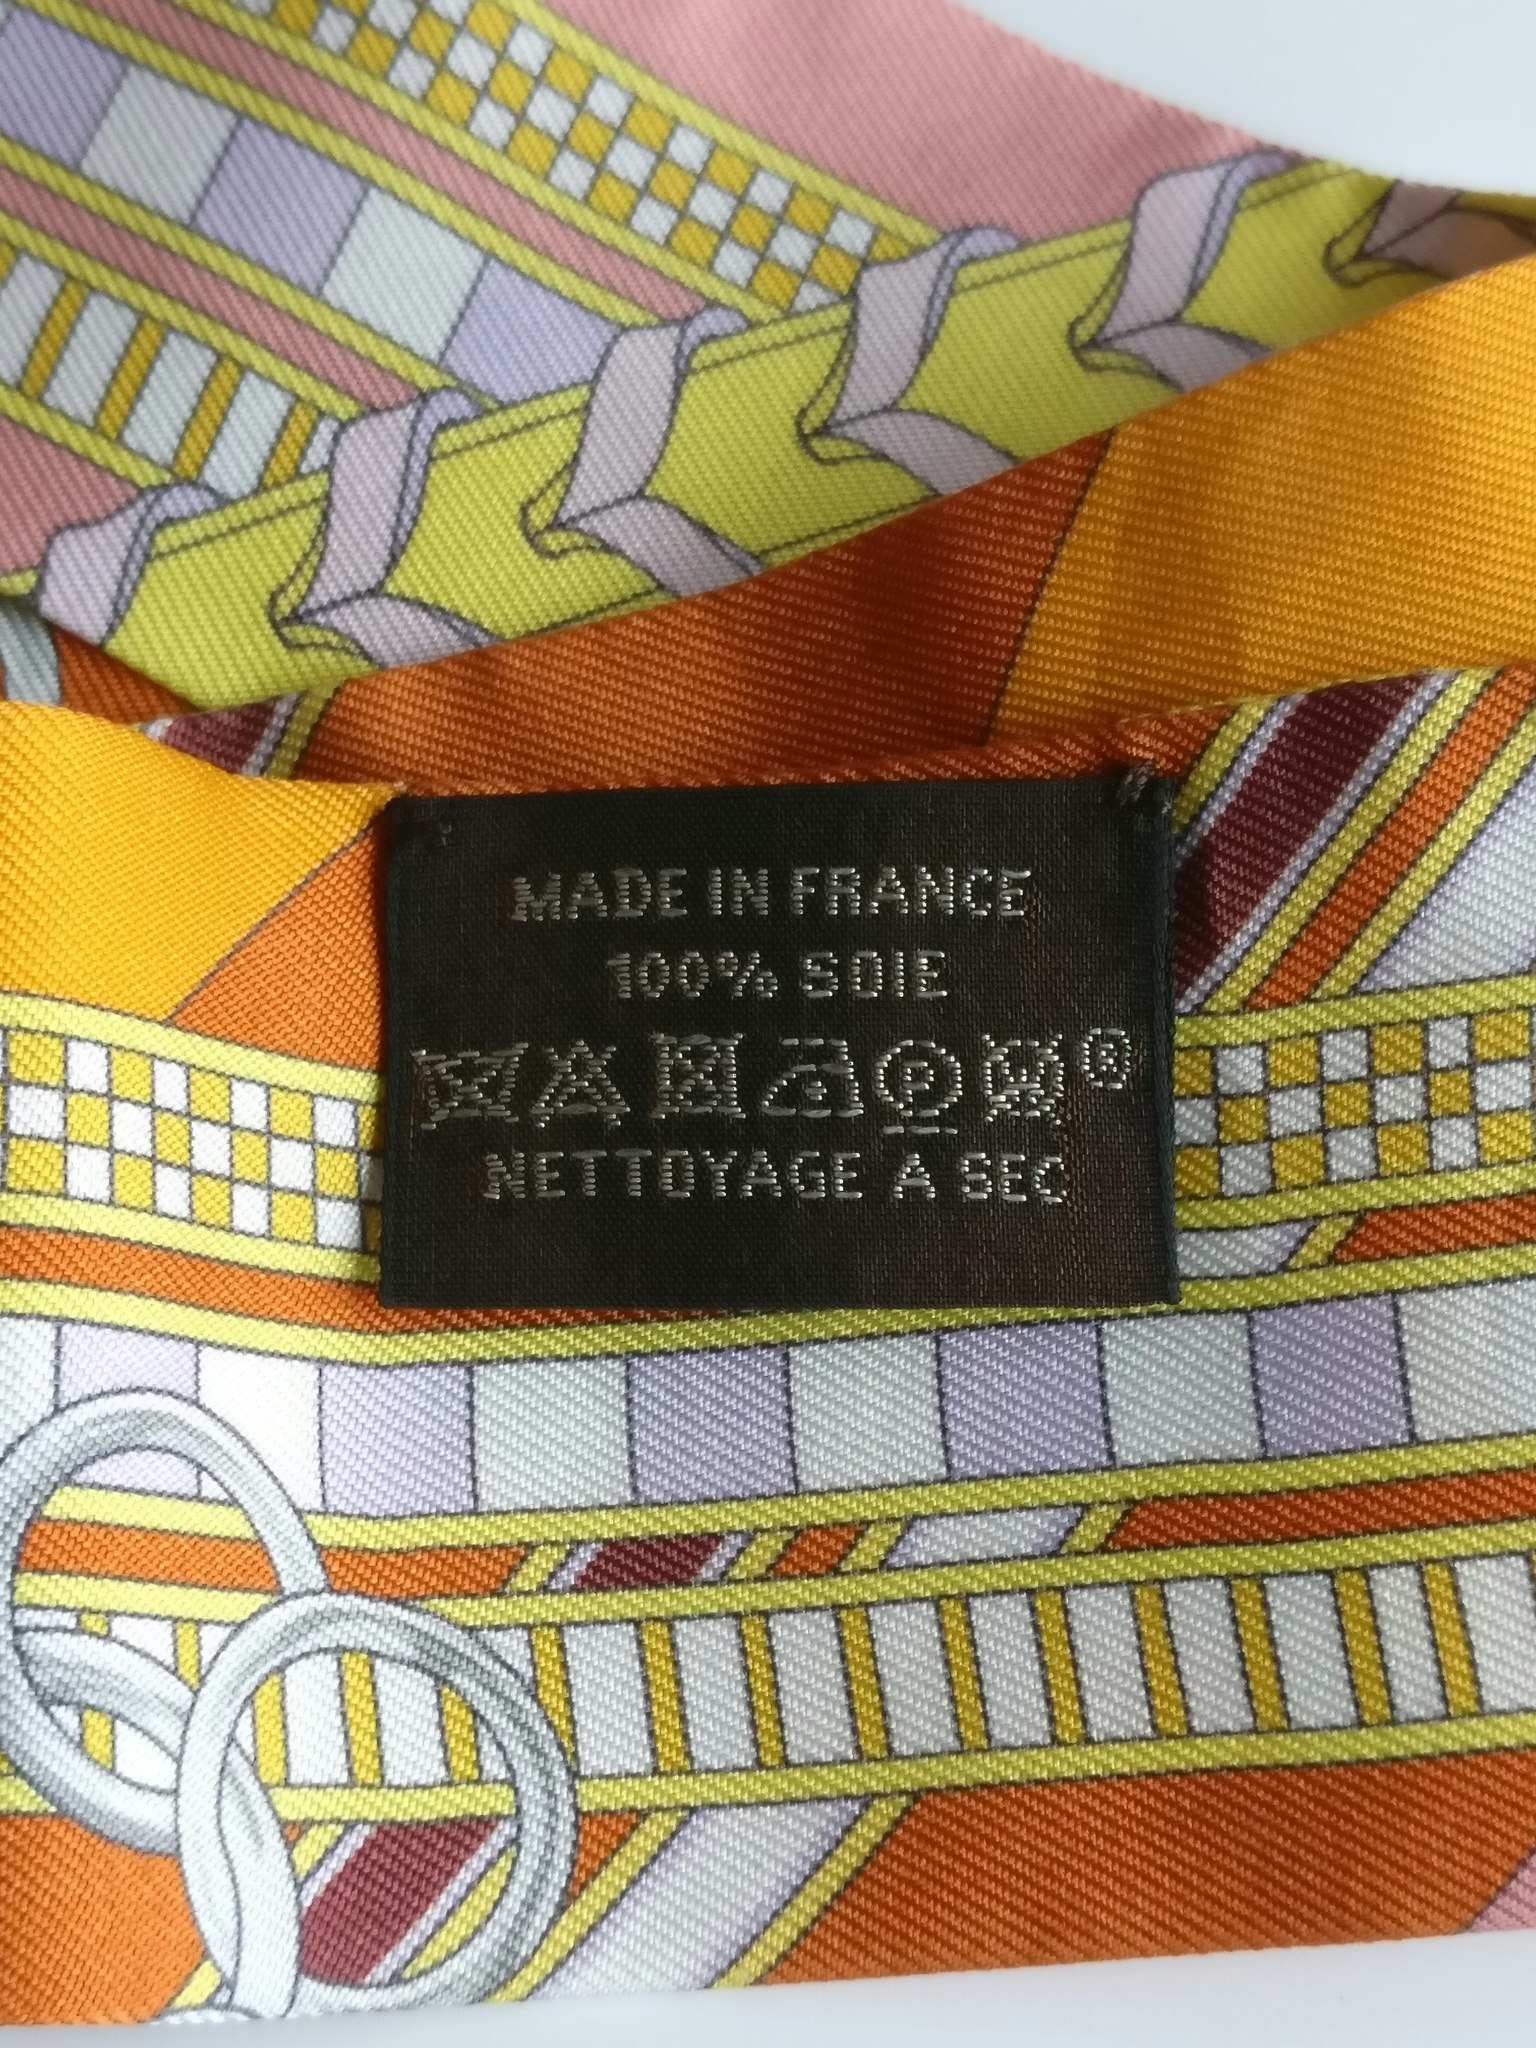 MADE IN FRANCE
100% SOIE
P W ®
NETTOYAGE A SEC